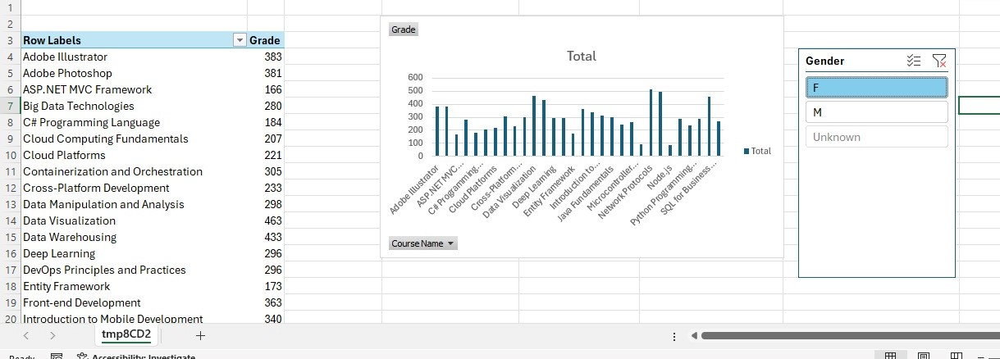 1
2
3 Row Labels Grade
4 Adobe Illustrator 383
5 Adobe Photoshop 381
6 ASP.NET MVC Framework 166
7 Big Data Technologies 280
8 C# Programming Language 184
9 Cloud Computing Fundamentals 207
10 Cloud Platforms 221
11 Containerization and Orchestration 305
12 Cross-Platform Development 233
13 Data Manipulation and Analysis 298
14 Data Visualization 463
15 Data Warehousing 433
16 Deep Learning 296
17 DevOps Principles and Practices 296
18 Entity Framework 173
19 Front-end Development 363
20 Introduction to Mobile Development 340
Grade
Total
600
500
400
300
200
100
0
Adobe Illustrator
ASP.NET MVC...
C# Programming...
Cloud Platforms
Cross-Platform...
Data Visualization
Deep Learning
Entity Framework
Introduction to...
Java Fundamentals
Microcontroller...
Network Protocols
Node.js
Python Programming...
SQL for Business...
Total
Course Name
Gender
F
M
Unknown
tmp8CD2
Ready
Accessibility: Investigate